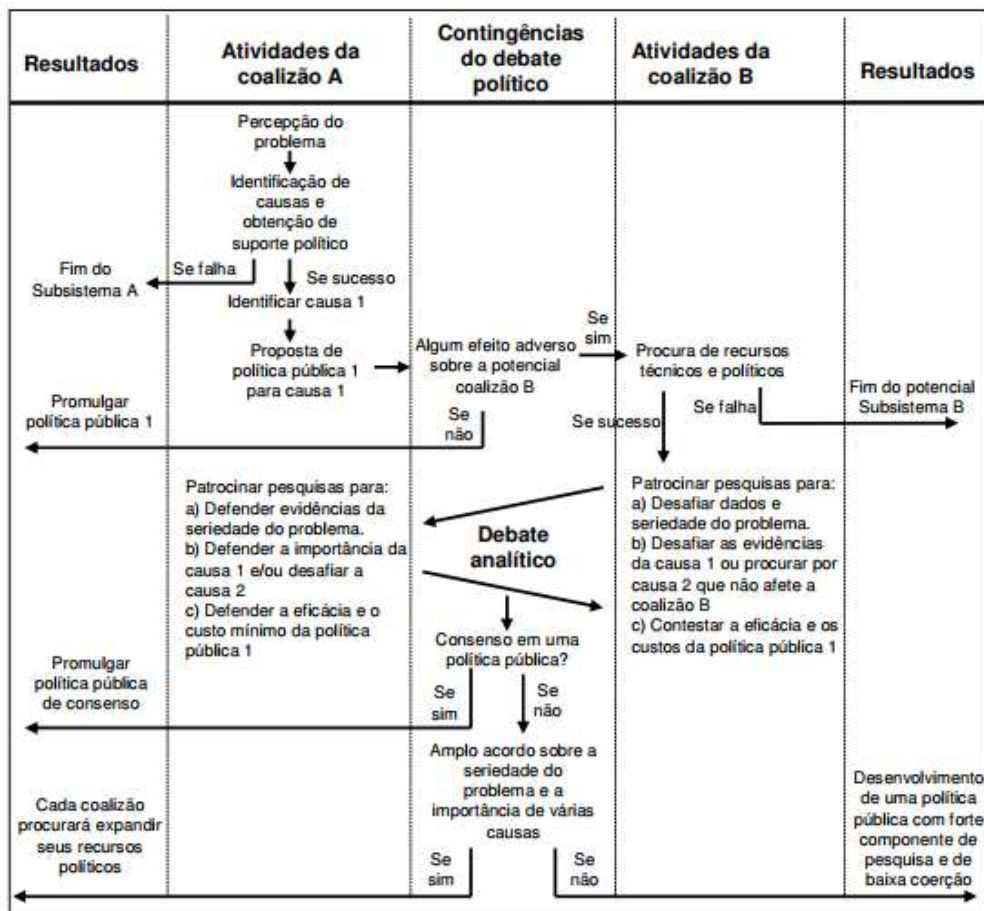 Resultados
Atividades da
coalizão A
Contingências
do debate
político
Atividades da
coalizão B
Resultados
Percepção do
problema
Identificação de
causas e
obtenção de
suporte político
Se falha
Fim do
Subsistema A
Se sucesso
Identificar causa 1
Proposta de
política pública 1
para causa 1
Algum efeito adverso
sobre a potencial
coalizão B
Se
sim
Procura de recursos
técnicos e políticos
Se falha
Fim do potencial
Subsistema B
Se sucesso
Se
não
Promulgar
política pública 1
Patrocinar pesquisas para:
a) Defender evidências da
seriedade do problema.
b) Defender a importância da
causa 1 e/ou desafiar a
causa 2
c) Defender a eficácia e o
custo mínimo da política
pública 1
Debate
analítico
Patrocinar pesquisas para:
a) Desafiar dados e
seriedade do problema.
b) Desafiar as evidências
da causa 1 ou procurar por
causa 2 que não afete a
coalizão B
c) Contestar a eficácia e os
custos da política pública 1
Consenso em uma
política pública?
Se
sim
Se
não
Promulgar
política pública
de consenso
Amplo acordo sobre a
seriedade do
problema e a
importância de várias
causas
Se
sim
Se
não
Cada coalizão
procurará expandir
seus recursos
políticos
Desenvolvimento
de uma política
pública com forte
componente de
pesquisa e de
baixa coerção